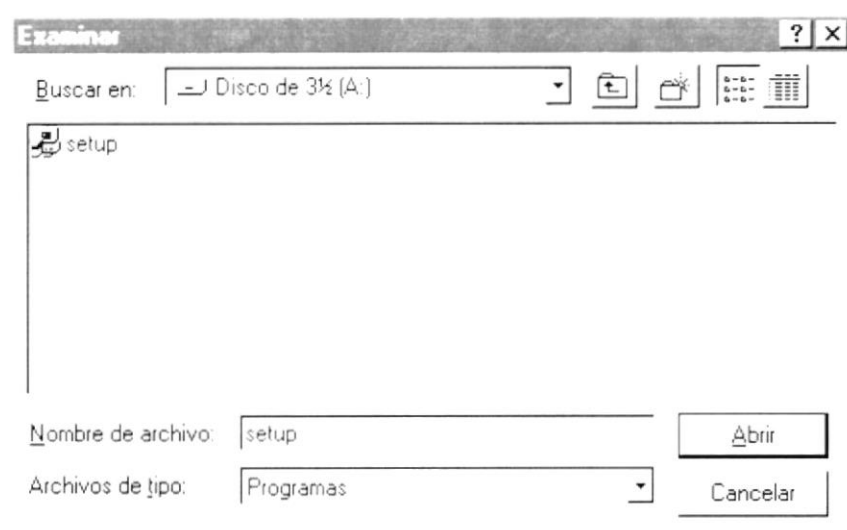 Examinar
Buscar en: Disco de 3½ (A:)
setup
Nombre de archivo: setup
Abrir
Archivos de tipo: Programas
Cancelar